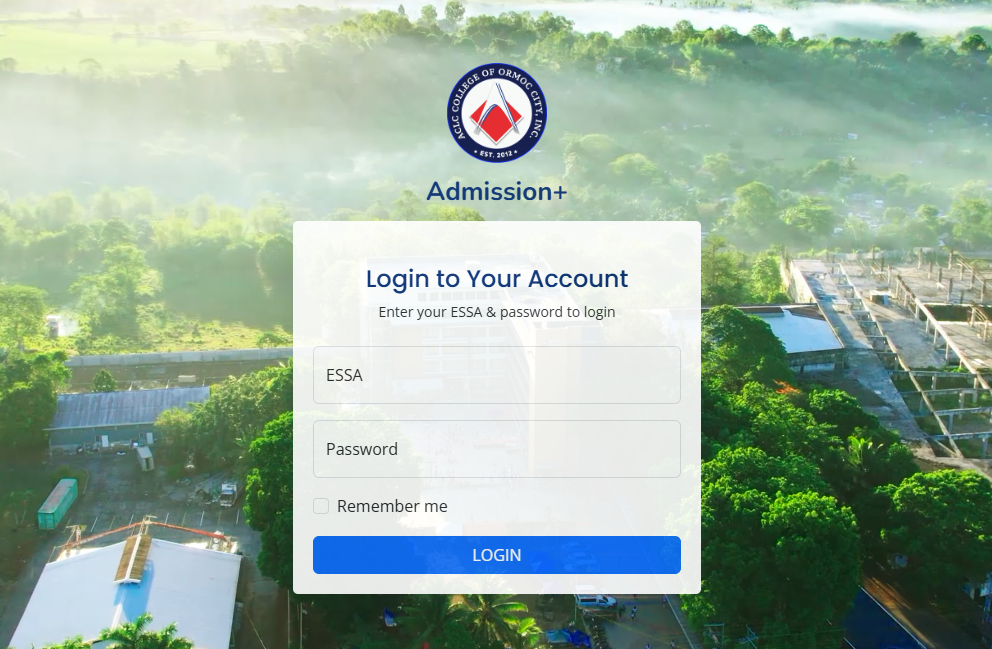 ACLC COLLEGE OF ORMOC CITY, INC.
• EST. 2012 •
Admission+
Login to Your Account
Enter your ESSA & password to login
ESSA
Password
Remember me
LOGIN